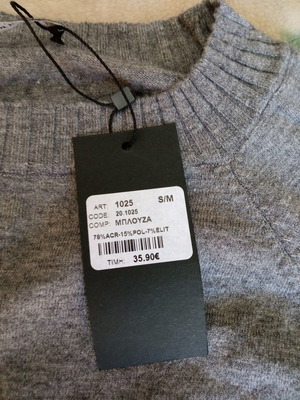 ART: 1025 S/M
CODE: 20.1025
COMP: ΜΠΛΟΥΖΑ
78%ACR-15%POL-7%ELIT
ΤΙΜΗ: 35.90€